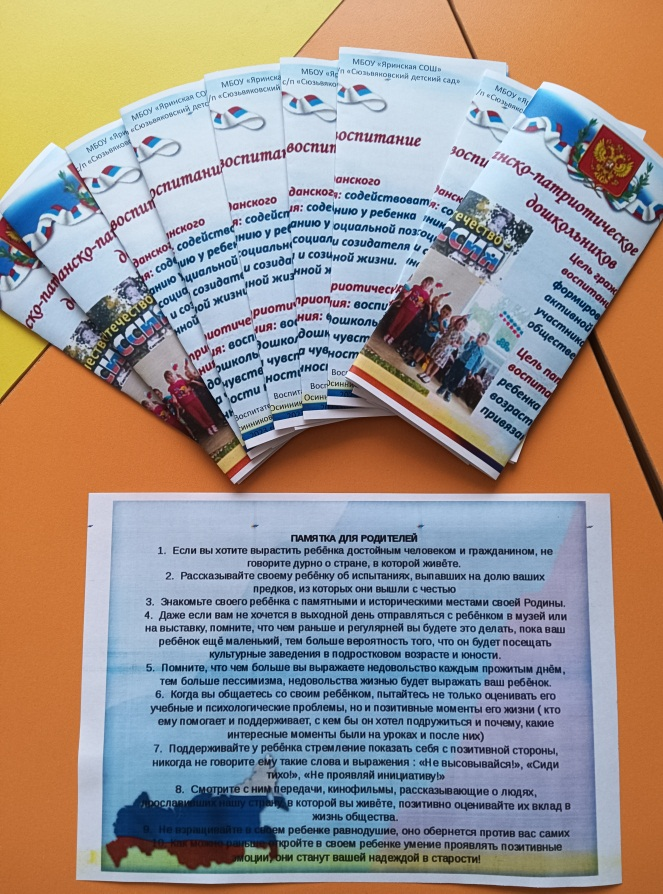 МБОУ «Яринская СОШ»
с/п «Сюзьвяковский детский сад»
воспитание
данского
я: содействовать
нию у ребенка
оциальной поз
и созидателя и
ной жизни.
нско-патриотическое
дошкольников
Цель граж
воспитан
формиров
активной
участника
обществе
Цель пат
воспита
ребенка
возраст
привяза
отечество
ПАМЯТКА ДЛЯ РОДИТЕЛЕЙ
1. Если вы хотите вырастить ребёнка достойным человеком и гражданином, не
говорите дурно о стране, в которой живёте.
2. Рассказывайте своему ребёнку об испытаниях, выпавших на долю ваших
предков, из которых они вышли с честью
3. Знакомьте своего ребёнка с памятными и историческими местами своей Родины.
4. Даже если вам не хочется в выходной день отправляться с ребёнком в музей или
на выставку, помните, что чем раньше и регулярней вы будете это делать, пока ваш
ребёнок ещё маленький, тем больше вероятность того, что он будет посещать
культурные заведения в подростковом возрасте и юности.
5. Помните, что чем больше вы выражаете недовольство каждым прожитым днём,
тем больше пессимизма, недовольства жизнью будет выражать ваш ребёнок.
6. Когда вы общаетесь со своим ребёнком, пытайтесь не только оценивать его
учебные и психологические проблемы, но и позитивные моменты его жизни ( кто
ему помогает и поддерживает, с кем бы он хотел подружиться и почему, какие
интересные моменты были на уроках и после них)
7. Поддерживайте у ребёнка стремление показать себя с позитивной стороны,
никогда не говорите ему такие слова и выражения : «Не высовывайся!», «Сиди
тихо!», «Не проявляй инициативу!»
8. Смотрите с ним передачи, кинофильмы, рассказывающие о людях,
прославивших нашу страну, в которой вы живёте, позитивно оценивайте их вклад в
жизнь общества.
9. Не взращивайте в своем ребенке равнодушие, оно обернется против вас самих
10. Как можно раньше откройте в своем ребенке умение проявлять позитивные
эмоции, они станут вашей надеждой в старости!